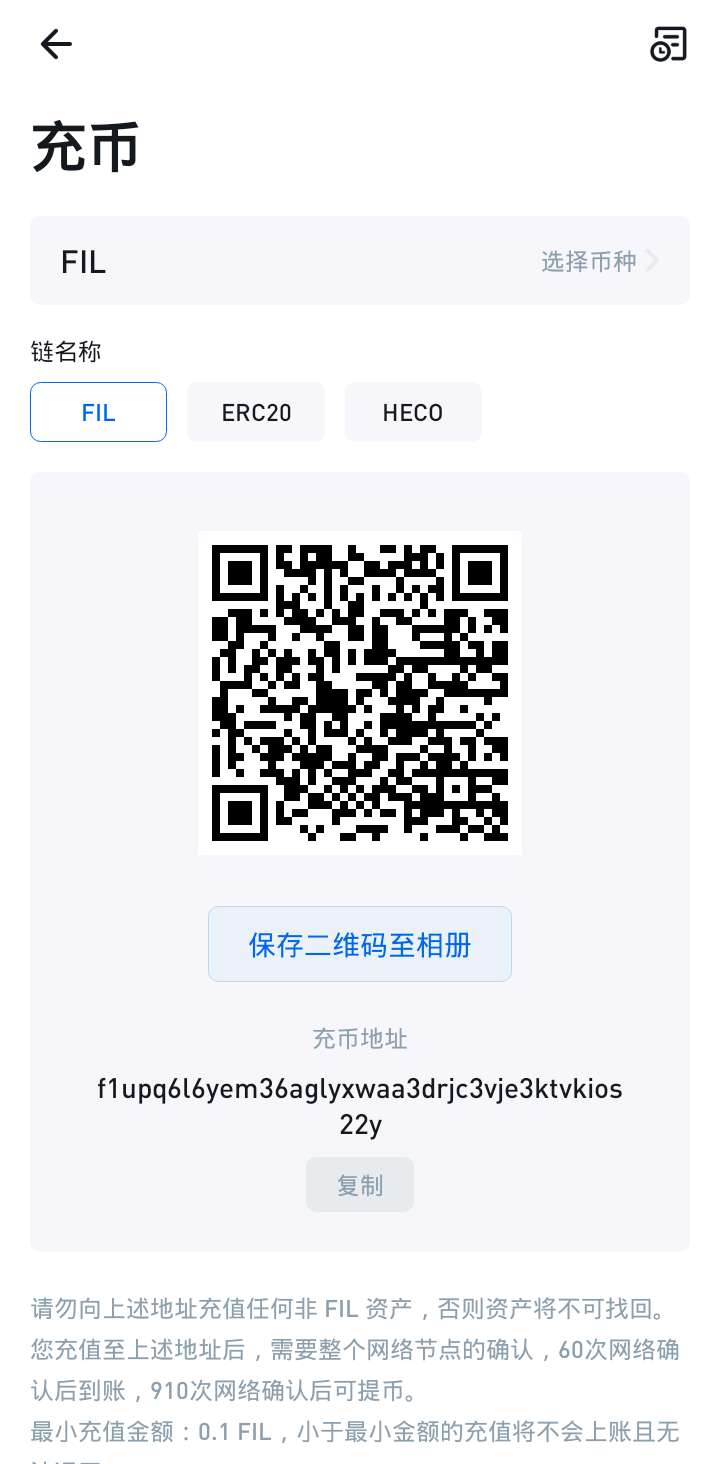 充币
FIL
选择币种
链名称
FIL
ERC20
HECO
保存二维码至相册
充币地址
f1upq6l6yem36aglyxwaa3drjc3vje3ktvkios
22y
复制
请勿向上述地址充值任何非 FIL 资产，否则资产将不可找回。
您充值至上述地址后，需要整个网络节点的确认，60次网络确
认后到账，910次网络确认后可提币。
最小充值金额：0.1 FIL，小于最小金额的充值将不会上账且无